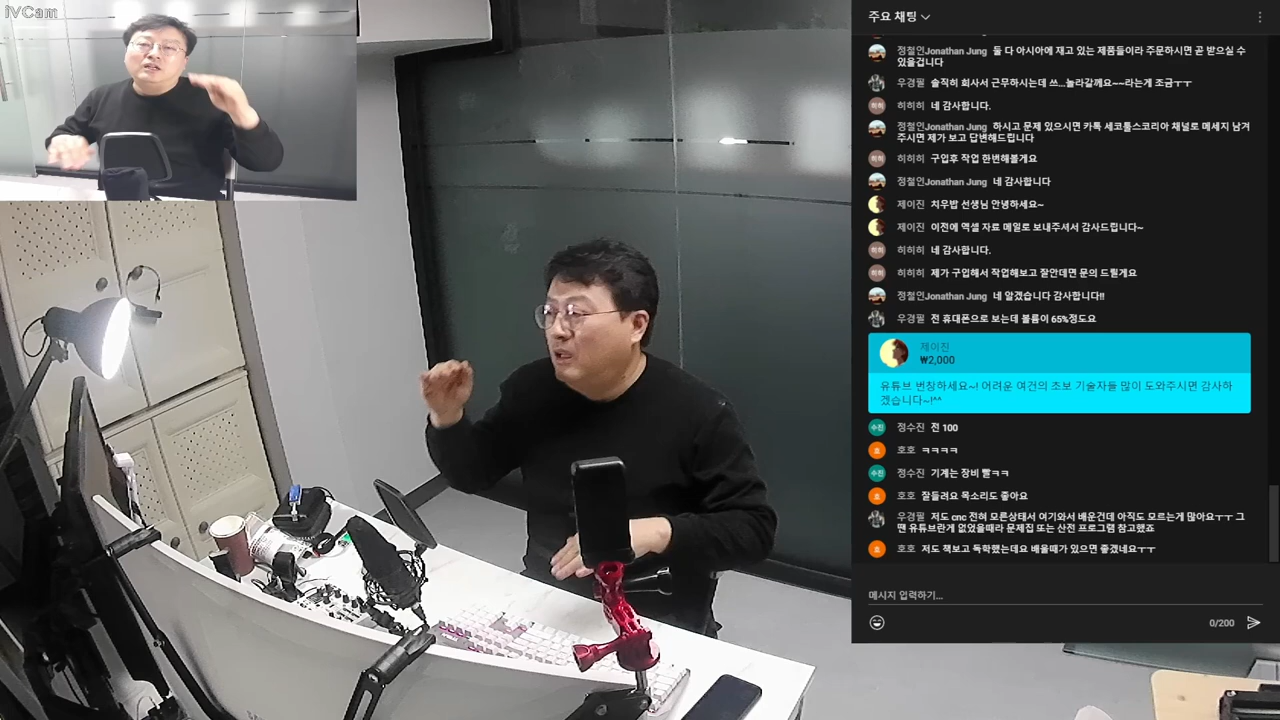 iVCam
주요 채팅
정철인Jonathan Jung 둘 다 아시아에 재고 있는 제품들이라 주문하시면 곧 받으실 수
있을겁니다
우경필 솔직히 회사서 근무하시는데 쓰...놀라갈께요~~라는게 조금ㅜㅜ
히히히 네 감사합니다.
정철인Jonathan Jung 하시고 문제 있으시면 카톡 세코툴스코리아 채널로 메세지 남겨
주시면 제가 보고 답변해드립니다
히히히 구입후 작업 한번해볼게요
정철인Jonathan Jung 네 감사합니다
제이진 치우밥 선생님 안녕하세요~
제이진 이전에 엑셀 자료 메일로 보내주셔서 감사드립니다~
히히히 네 감사합니다.
히히히 제가 구입해서 작업해보고 잘안데면 문의 드릴게요
정철인Jonathan Jung 네 알겠습니다 감사합니다!!
우경필 전 휴대폰으로 보는데 볼륨이 65%정도요
제이진
₩2,000
유튜브 번창하세요~! 어려운 여건의 초보 기술자들 많이 도와주시면 감사하
겠습니다~!^^
수진 정수진 전 100
호 호호 ㅋㅋㅋㅋ
수진 정수진 기계는 장비 빨ㅋㅋ
호 호호 잘들려요 목소리도 좋아요
우경필 저도 cnc 전혀 모른상태서 여기와서 배운건데 아직도 모르는게 많아요ㅜㅜ 그
땐 유튜브란게 없었을때라 문제집 또는 산전 프로그램 참고했죠
호 호호 저도 책보고 독학했는데요 배울때가 있으면 좋겠네요ㅜㅜ
메시지 입력하기...
0/200